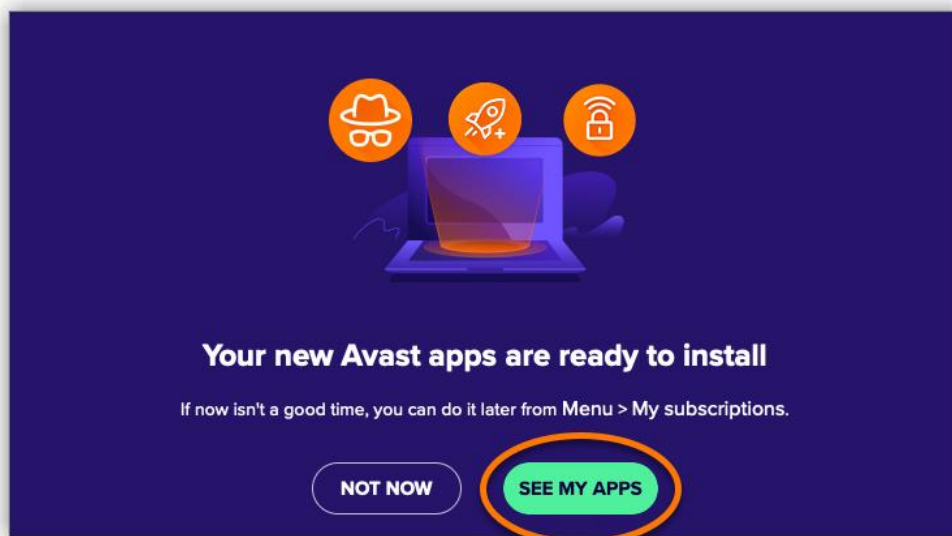 Your new Avast apps are ready to install
If now isn't a good time, you can do it later from Menu > My subscriptions.
NOT NOW
SEE MY APPS